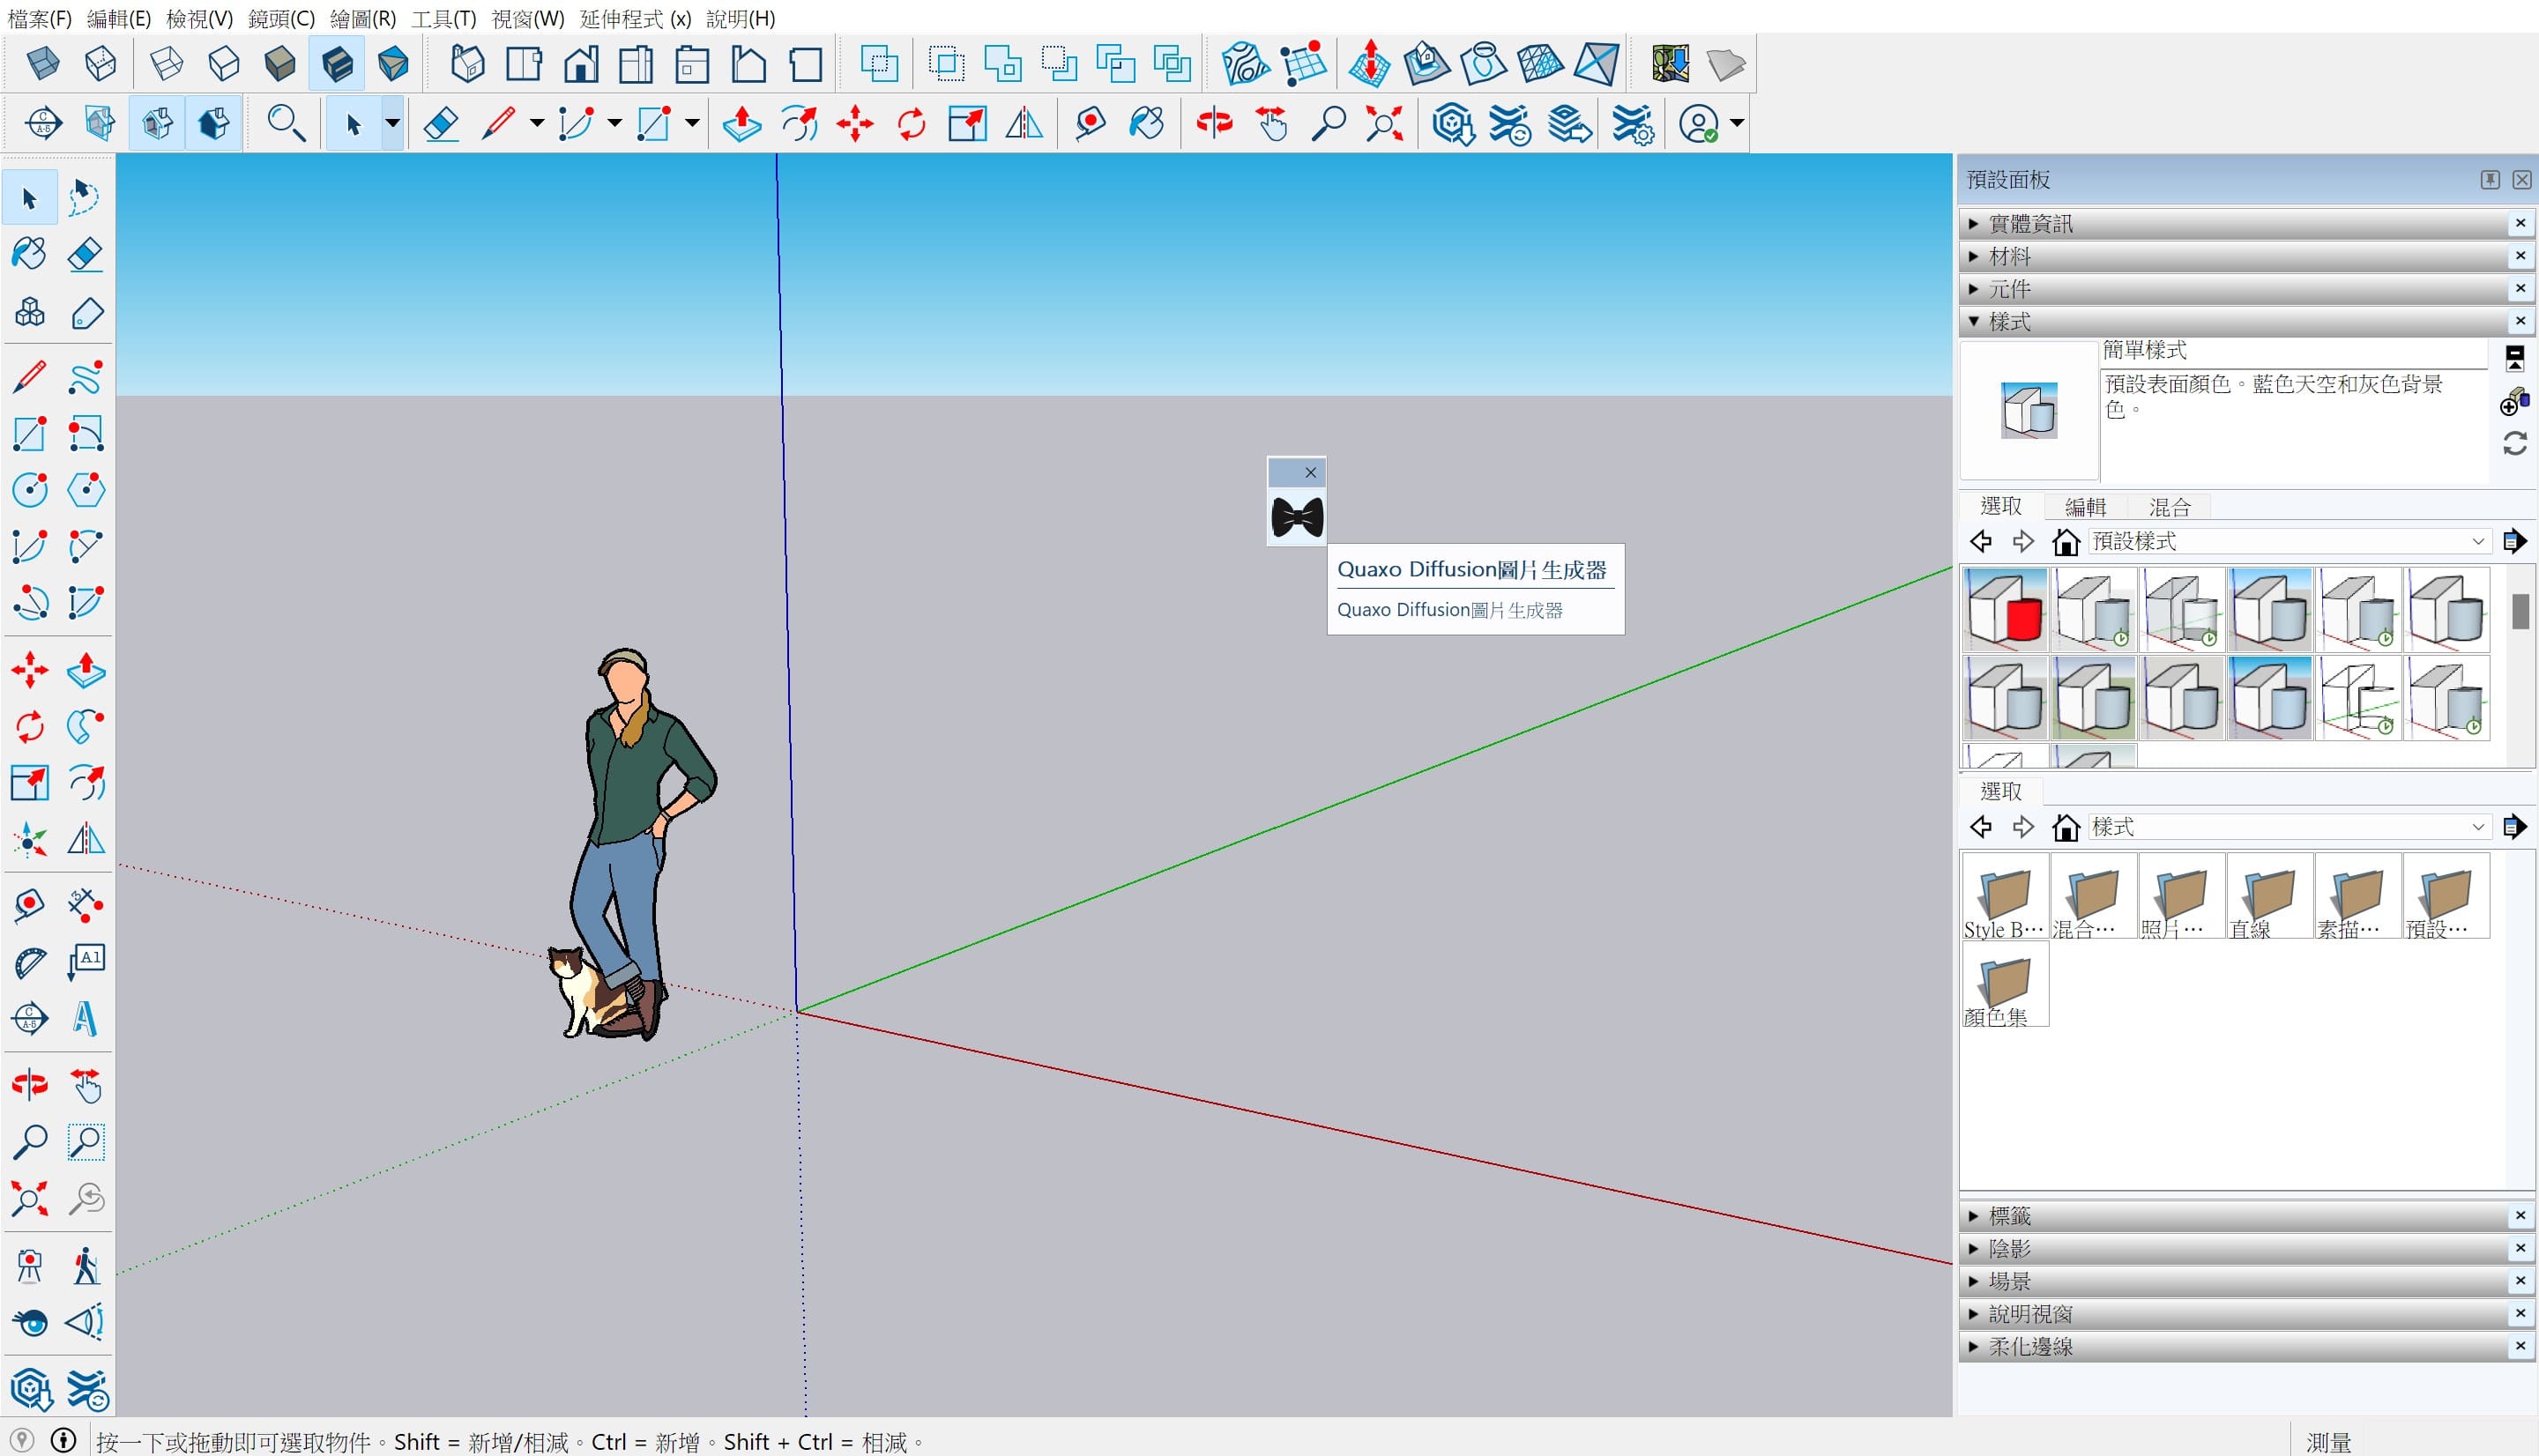 檔案(F) 編輯(E) 檢視(V) 鏡頭(C) 繪圖(R) 工具(T) 視窗(W) 延伸程式 (x) 說明(H)
預設面板
實體資訊
材料
元件
樣式
簡單樣式
預設表面顏色。藍色天空和灰色背景
色。
選取 編輯 混合
預設樣式
Quaxo Diffusion圖片生成器
Quaxo Diffusion圖片生成器
選取
樣式
Style B… 混合… 照片… 直線 素描… 預設…
顏色集
標籤
陰影
場景
說明視窗
柔化邊線
按一下或拖動即可選取物件。Shift = 新增/相減。Ctrl = 新增。Shift + Ctrl = 相減。
測量